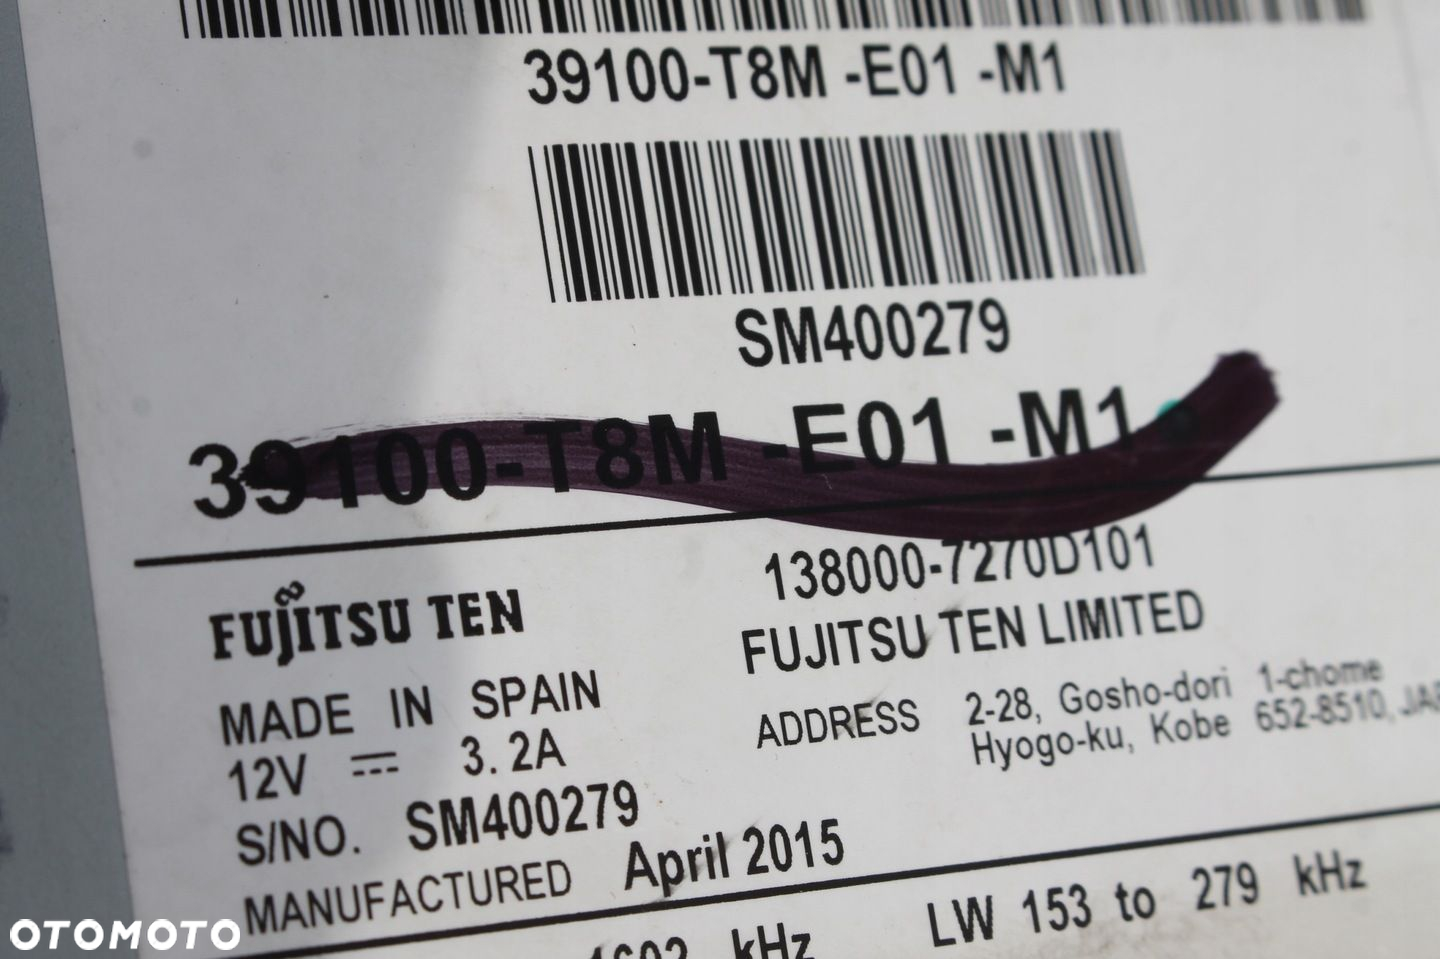 39100-T8M -E01 -M1
SM400279
39100-T8M -E01 -M1
138000-7270D101
FUJITSU TEN
FUJITSU TEN LIMITED
MADE IN SPAIN
ADDRESS 2-28, Gosho-dori 1-chome
Hyogo-ku, Kobe 652-8510,
12V 3.2A
S/NO. SM400279
MANUFACTURED April 2015
kHz LW 153 to 279 kHz
OTOMOTO